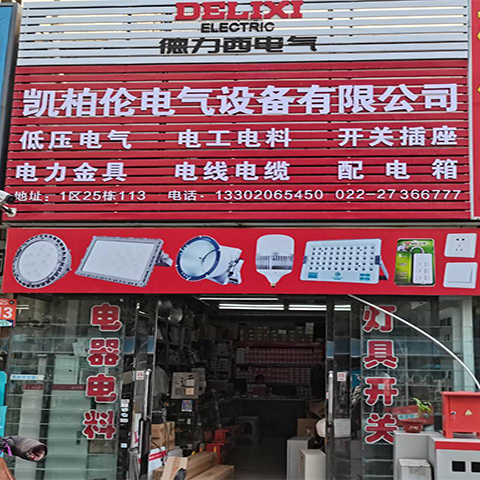 DELIXI
ELECTRIC
德力西电气
凯柏伦电气设备有限公司
低压电气 电工电料 开关插座
电力金具 电线电缆 配电箱
地址：1区25栋113 电话：13302065450 022-27366777
电器电料
灯具开关